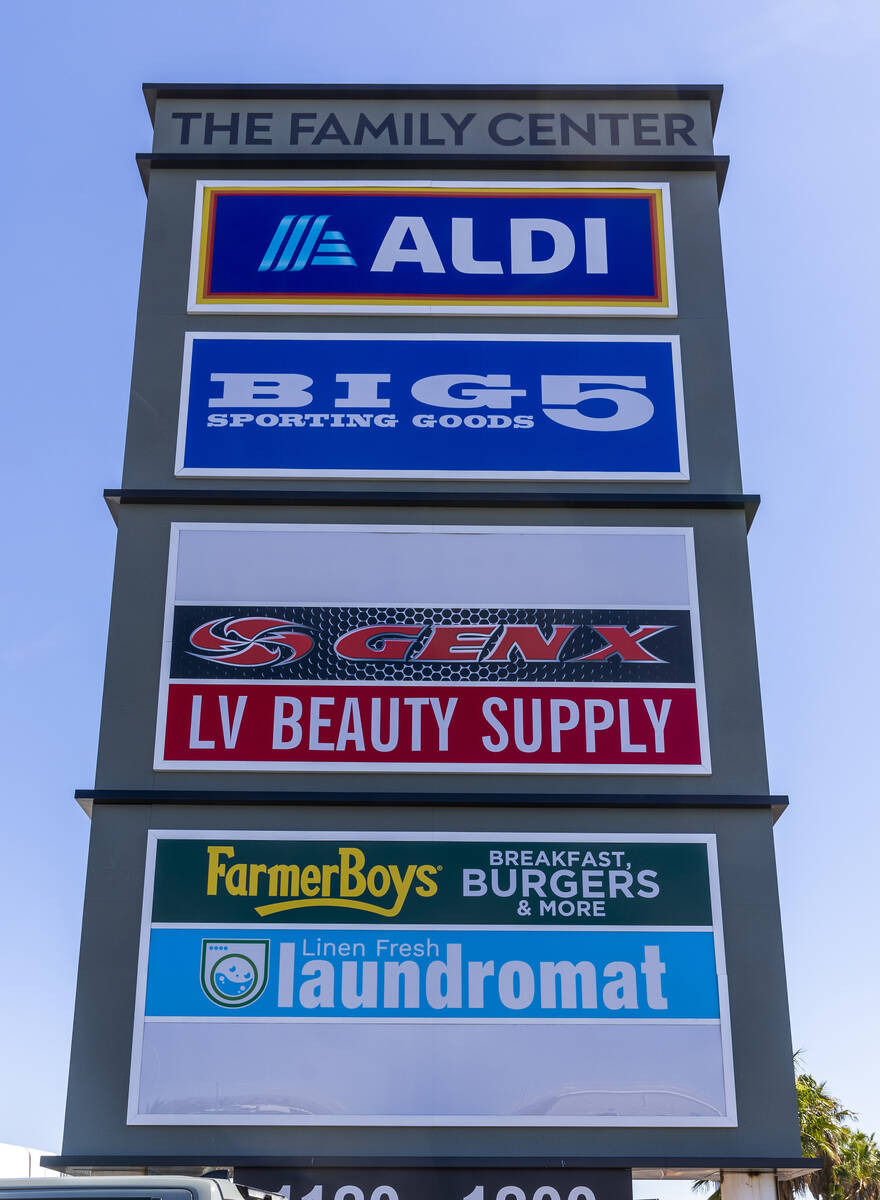 THE FAMILY CENTER
ALDI
BIG 5
SPORTING GOODS
GENX
LV BEAUTY SUPPLY
FarmerBoys®
BREAKFAST,
BURGERS
& MORE
Linen Fresh
laundromat